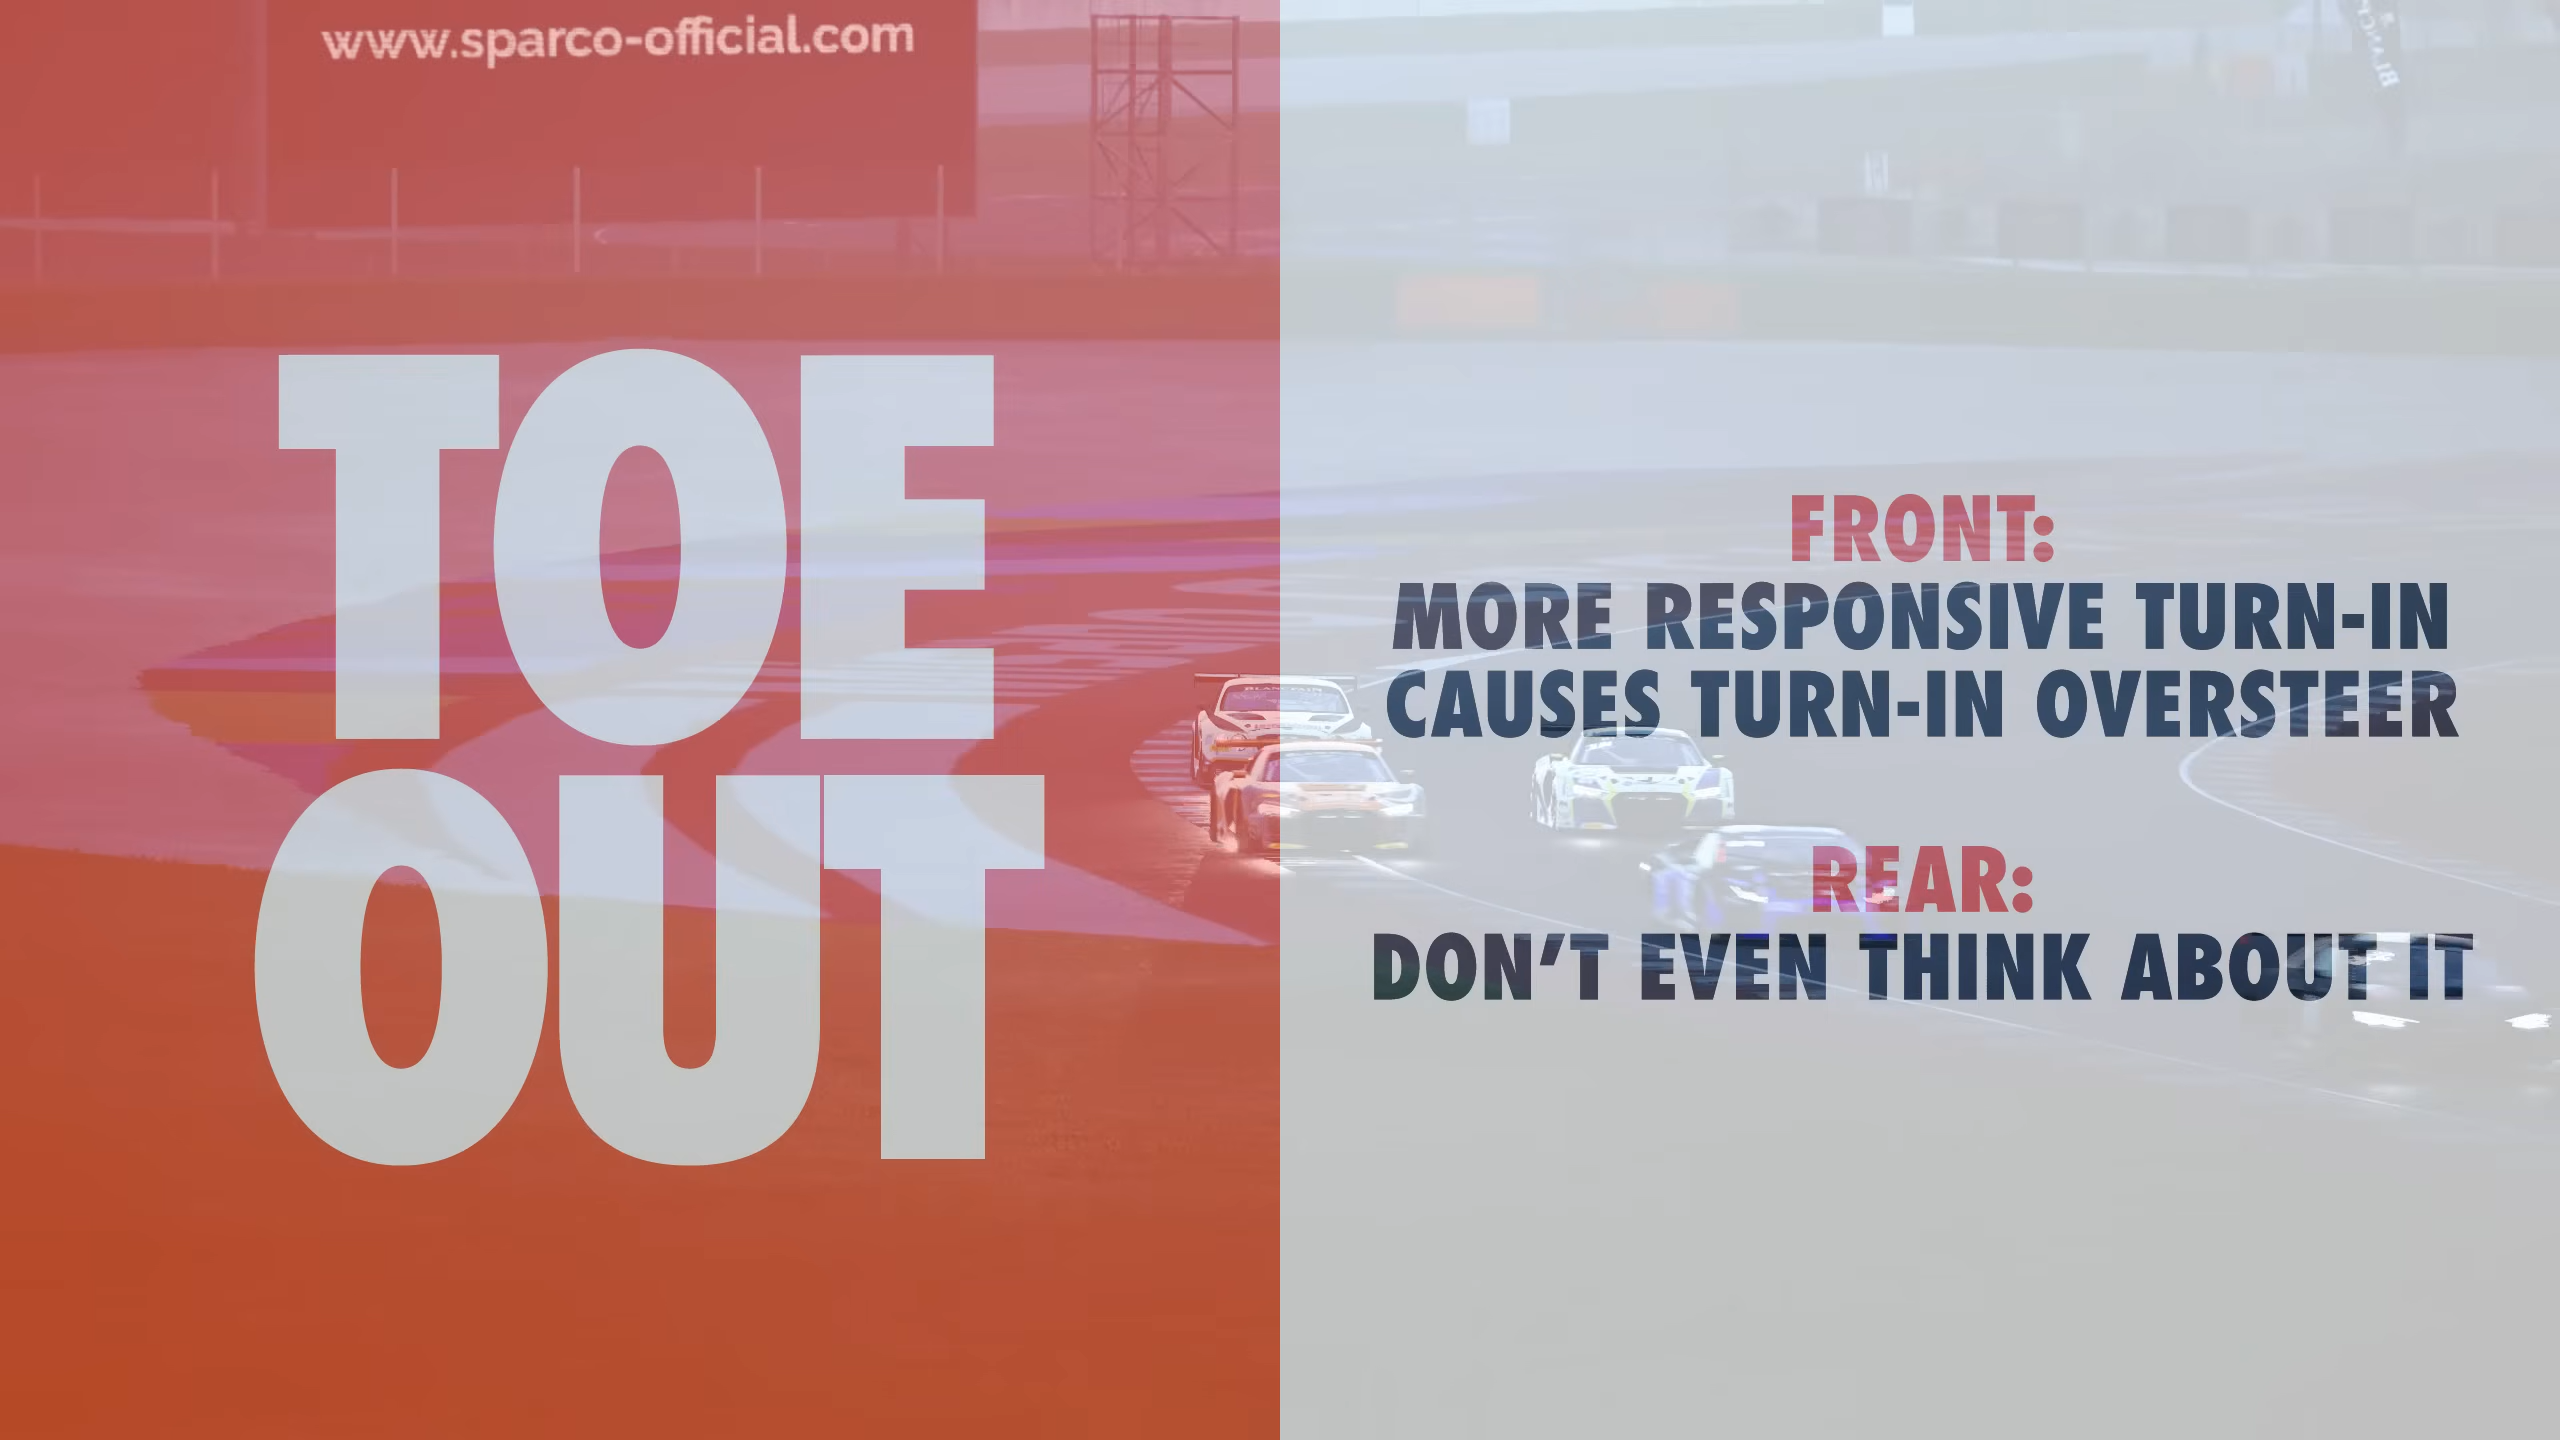 www.sparco-official.com
TOE
OUT
FRONT:
MORE RESPONSIVE TURN-IN
CAUSES TURN-IN OVERSTEER
REAR:
DON'T EVEN THINK ABOUT IT
BLANCPAIN